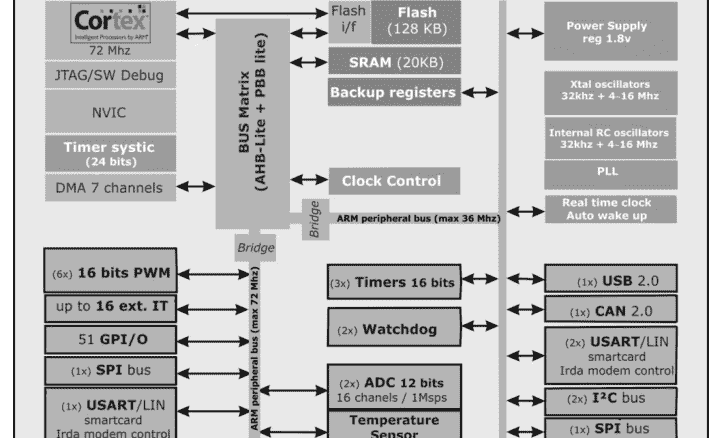 Cortex
Intelligent Processors by ARM
72 Mhz
JTAG/SW Debug
NVIC
Timer systic
(24 bits)
DMA 7 channels
BUS Matrix
(AHB-Lite + PBB lite)
Flash
i/f
Flash
(128 KB)
SRAM (20KB)
Backup registers
Clock Control
Bridge
ARM peripheral bus (max 36 Mhz)
Power Supply
reg 1.8v
Xtal oscillators
32khz + 4-16 Mhz
Internal RC oscillators
32khz + 4-16 Mhz
PLL
Real time clock
Auto wake up
Bridge
ARM peripheral bus (max 72 Mhz)
(6x) 16 bits PWM
up to 16 ext. IT
51 GPI/O
(1x) SPI bus
(1x) USART/LIN
smartcard
Irda modem control
(3x) Timers 16 bit
(2x) Watchdog
(2x) ADC 12 bits
16 chanels / 1Msps
Temperature
Sensor
(1x) USB 2.0
(1x) CAN 2.0
(2x) USART/LIN
smartcard
Irda modem control
(2x) I²C bus
(1x) SPI bus